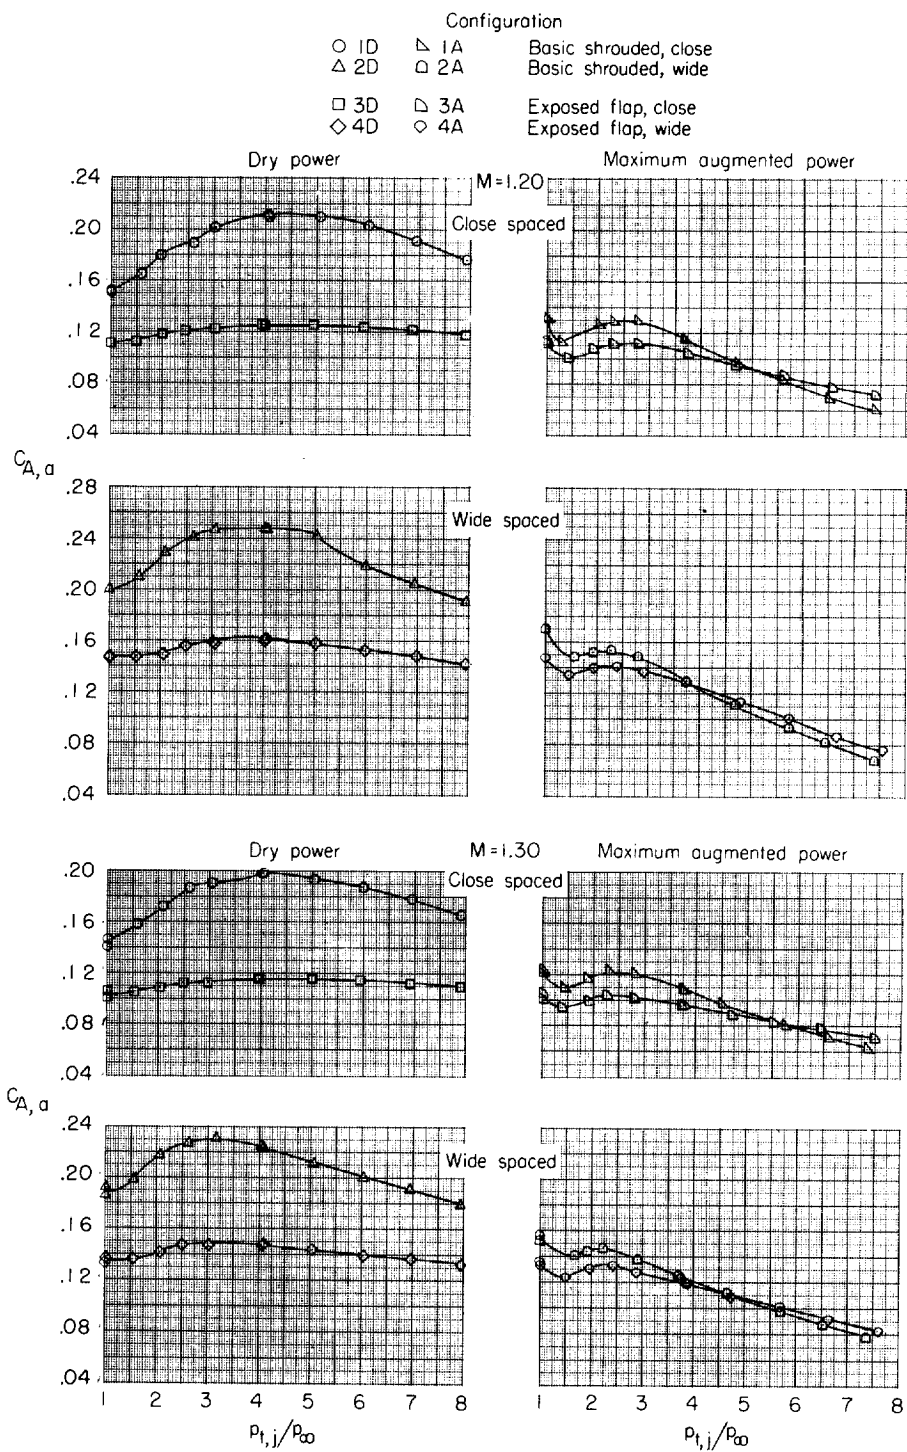 Configuration
1D 1A Basic shrouded, close
2D 2A Basic shrouded, wide
3D 3A Exposed flap, close
4D 4A Exposed flap, wide
Dry power Maximum augmented power
M=1.20
Close spaced
.24
.20
.16
.12
.08
.04
C_A,a
.28
Wide spaced
.24
.20
.16
.12
.08
.04
Dry power M=1.30 Maximum augmented power
.20
Close spaced
.16
.12
.08
.04
C_A,a
.24
.20
Wide spaced
.16
.12
.08
.04
1 2 3 4 5 6 7 8 1 2 3 4 5 6 7 8
p_t,j/p_∞ p_t,j/p_∞